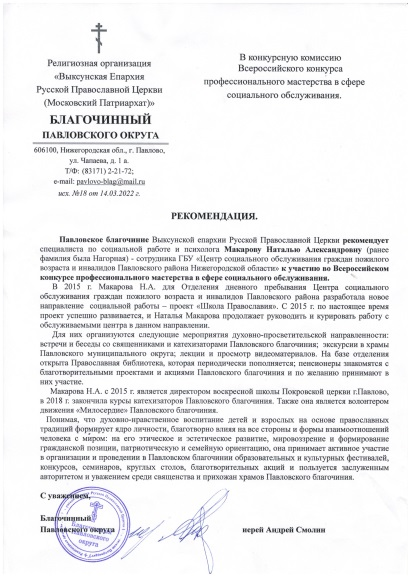 Религиозная организация
«Выксунская Епархия
Русской Православной Церкви
(Московский Патриархат)»
БЛАГОЧИННЫЙ
ПАВЛОВСКОГО ОКРУГА
606100, Нижегородская обл., г. Павлово,
ул. Чапаева, д. 1 а.
Т/Ф: (83171) 2-21-72;
e-mail: pavlovo-blag@mail.ru
исх. №18 от 14.03.2022 г.
В конкурсную комиссию
Всероссийского конкурса
профессионального мастерства в сфере
социального обслуживания.
РЕКОМЕНДАЦИЯ.
Павловское благочиние Выксунской епархии Русской Православной Церкви рекомендует
специалиста по социальной работе и психолога Макарову Наталью Александровну (ранее
фамилия была Нагорная) - сотрудника ГБУ «Центр социального обслуживания граждан пожилого
возраста и инвалидов Павловского района Нижегородской области» к участию во Всероссийском
конкурсе профессионального мастерства в сфере социального обслуживания.
В 2015 г. Макарова Н.А. для Отделения дневного пребывания Центра социального
обслуживания граждан пожилого возраста и инвалидов Павловского района разработала новое
направление социальной работы – проект «Школа Православия». С 2015 г. по настоящее время
проект успешно развивается, и Наталья Макарова продолжает руководить и курировать работу с
обслуживаемыми центра в данном направлении.
Для них организуются следующие мероприятия духовно-просветительской направленности:
встречи и беседы со священниками и катехизаторами Павловского благочиния; экскурсии в храмы
Павловского муниципального округа; лекции и просмотр видеоматериалов. На базе отделения
открыта Православная библиотека, которая периодически пополняется; пенсионеры знакомятся с
благотворительными проектами и акциями Павловского благочиния и по желанию принимают в
них участие.
Макарова Н.А. с 2015 г. является директором воскресной школы Покровской церкви г.Павлово,
в 2018 г. закончила курсы катехизаторов Павловского благочиния. Также она является волонтером
движения «Милосердие» Павловского благочиния.
Понимая, что духовно-нравственное воспитание детей и взрослых на основе православных
традиций формирует ядро личности, благотворно влияя на все стороны и формы взаимоотношений
человека с миром: на его этическое и эстетическое развитие, мировоззрение и формирование
гражданской позиции, патриотическую и семейную ориентацию, она принимает активное участие
в организации и проведении в Павловском благочинии образовательных и культурных фестивалей,
конкурсов, семинаров, круглых столов, благотворительных акций и пользуется заслуженным
авторитетом и уважением среди священства и прихожан храмов Павловского благочиния.
С уважением,
Благочинный
Павловского округа
иерей Андрей Смолин
Благочинный
Павловского
округа